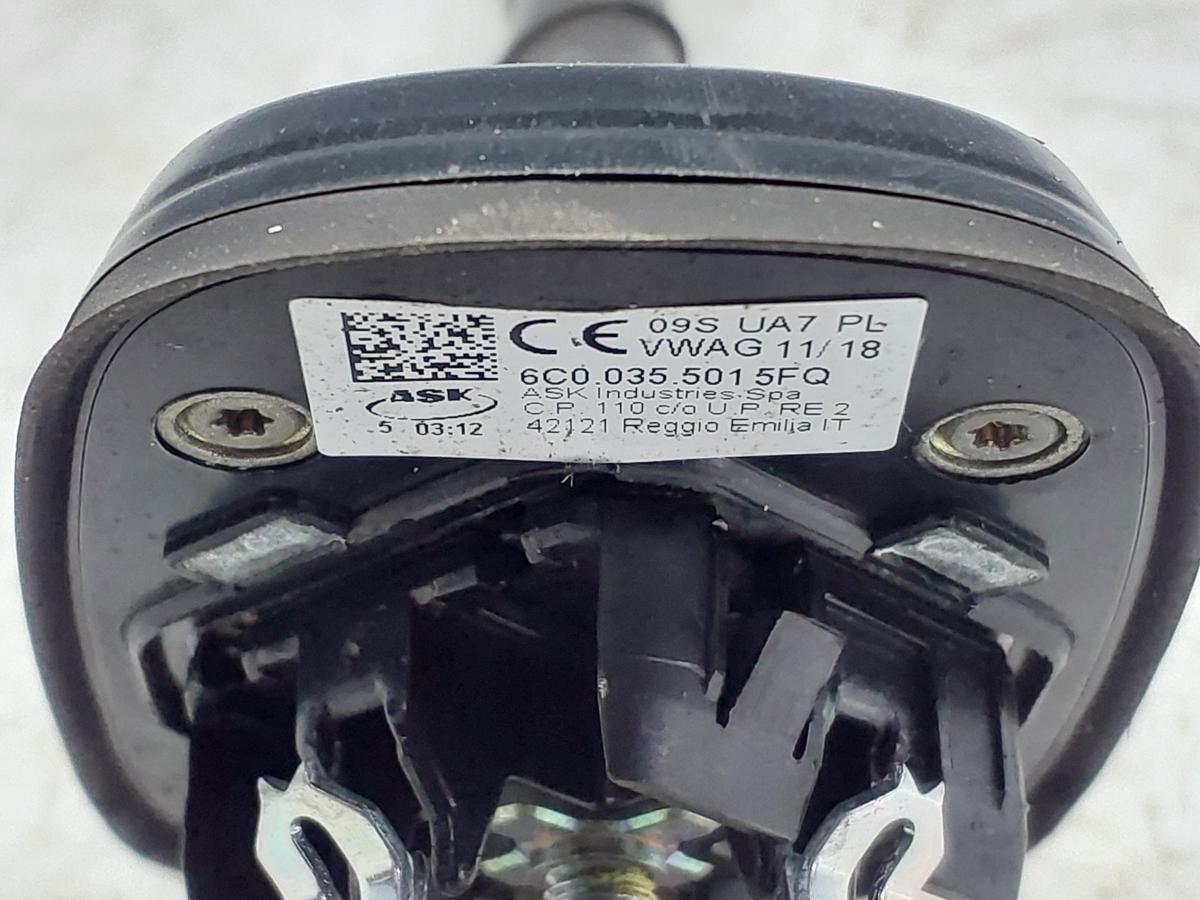 CE 09S UA7 PL
VWAG 11/18
6C0.035.501 5FQ
ASK Industries Spa
ASK C.P. 110 c/o U.P. RE 2
5 03:12 42121 Reggio Emilia IT